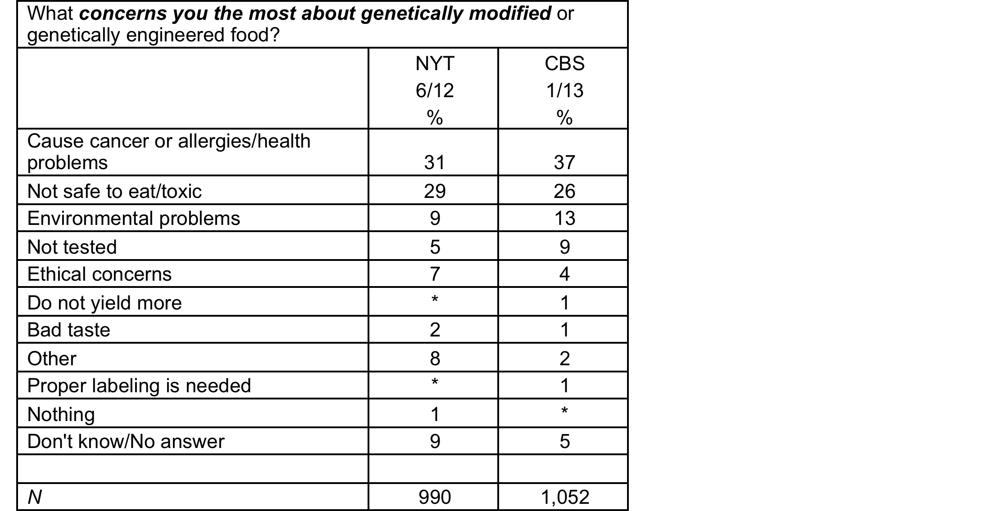 What concerns you the most about genetically modified or
genetically engineered food?
NYT CBS
6/12 1/13
% %
Cause cancer or allergies/health
problems 31 37
Not safe to eat/toxic 29 26
Environmental problems 9 13
Not tested 5 9
Ethical concerns 7 4
Do not yield more * 1
Bad taste 2 1
Other 8 2
Proper labeling is needed * 1
Nothing 1 *
Don't know/No answer 9 5
N 990 1,052